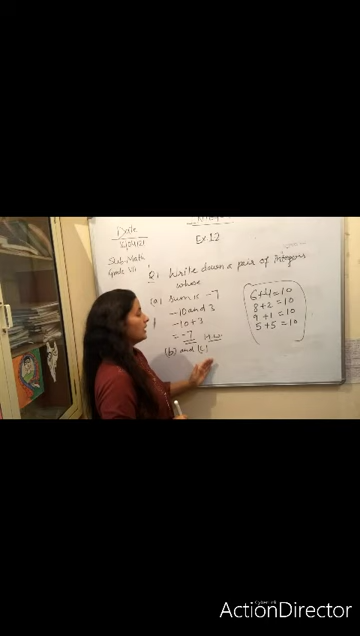 Date
Sub-Math
Grade VII
Ex 1.2
Q1 Write down a pair of integers
whose
(a) sum is -7
-10 and 3
-10 + 3
= -7 H.W
(b) and (c)
6+4=10
8+2=10
9+1=10
5+5=10
ActionDirector